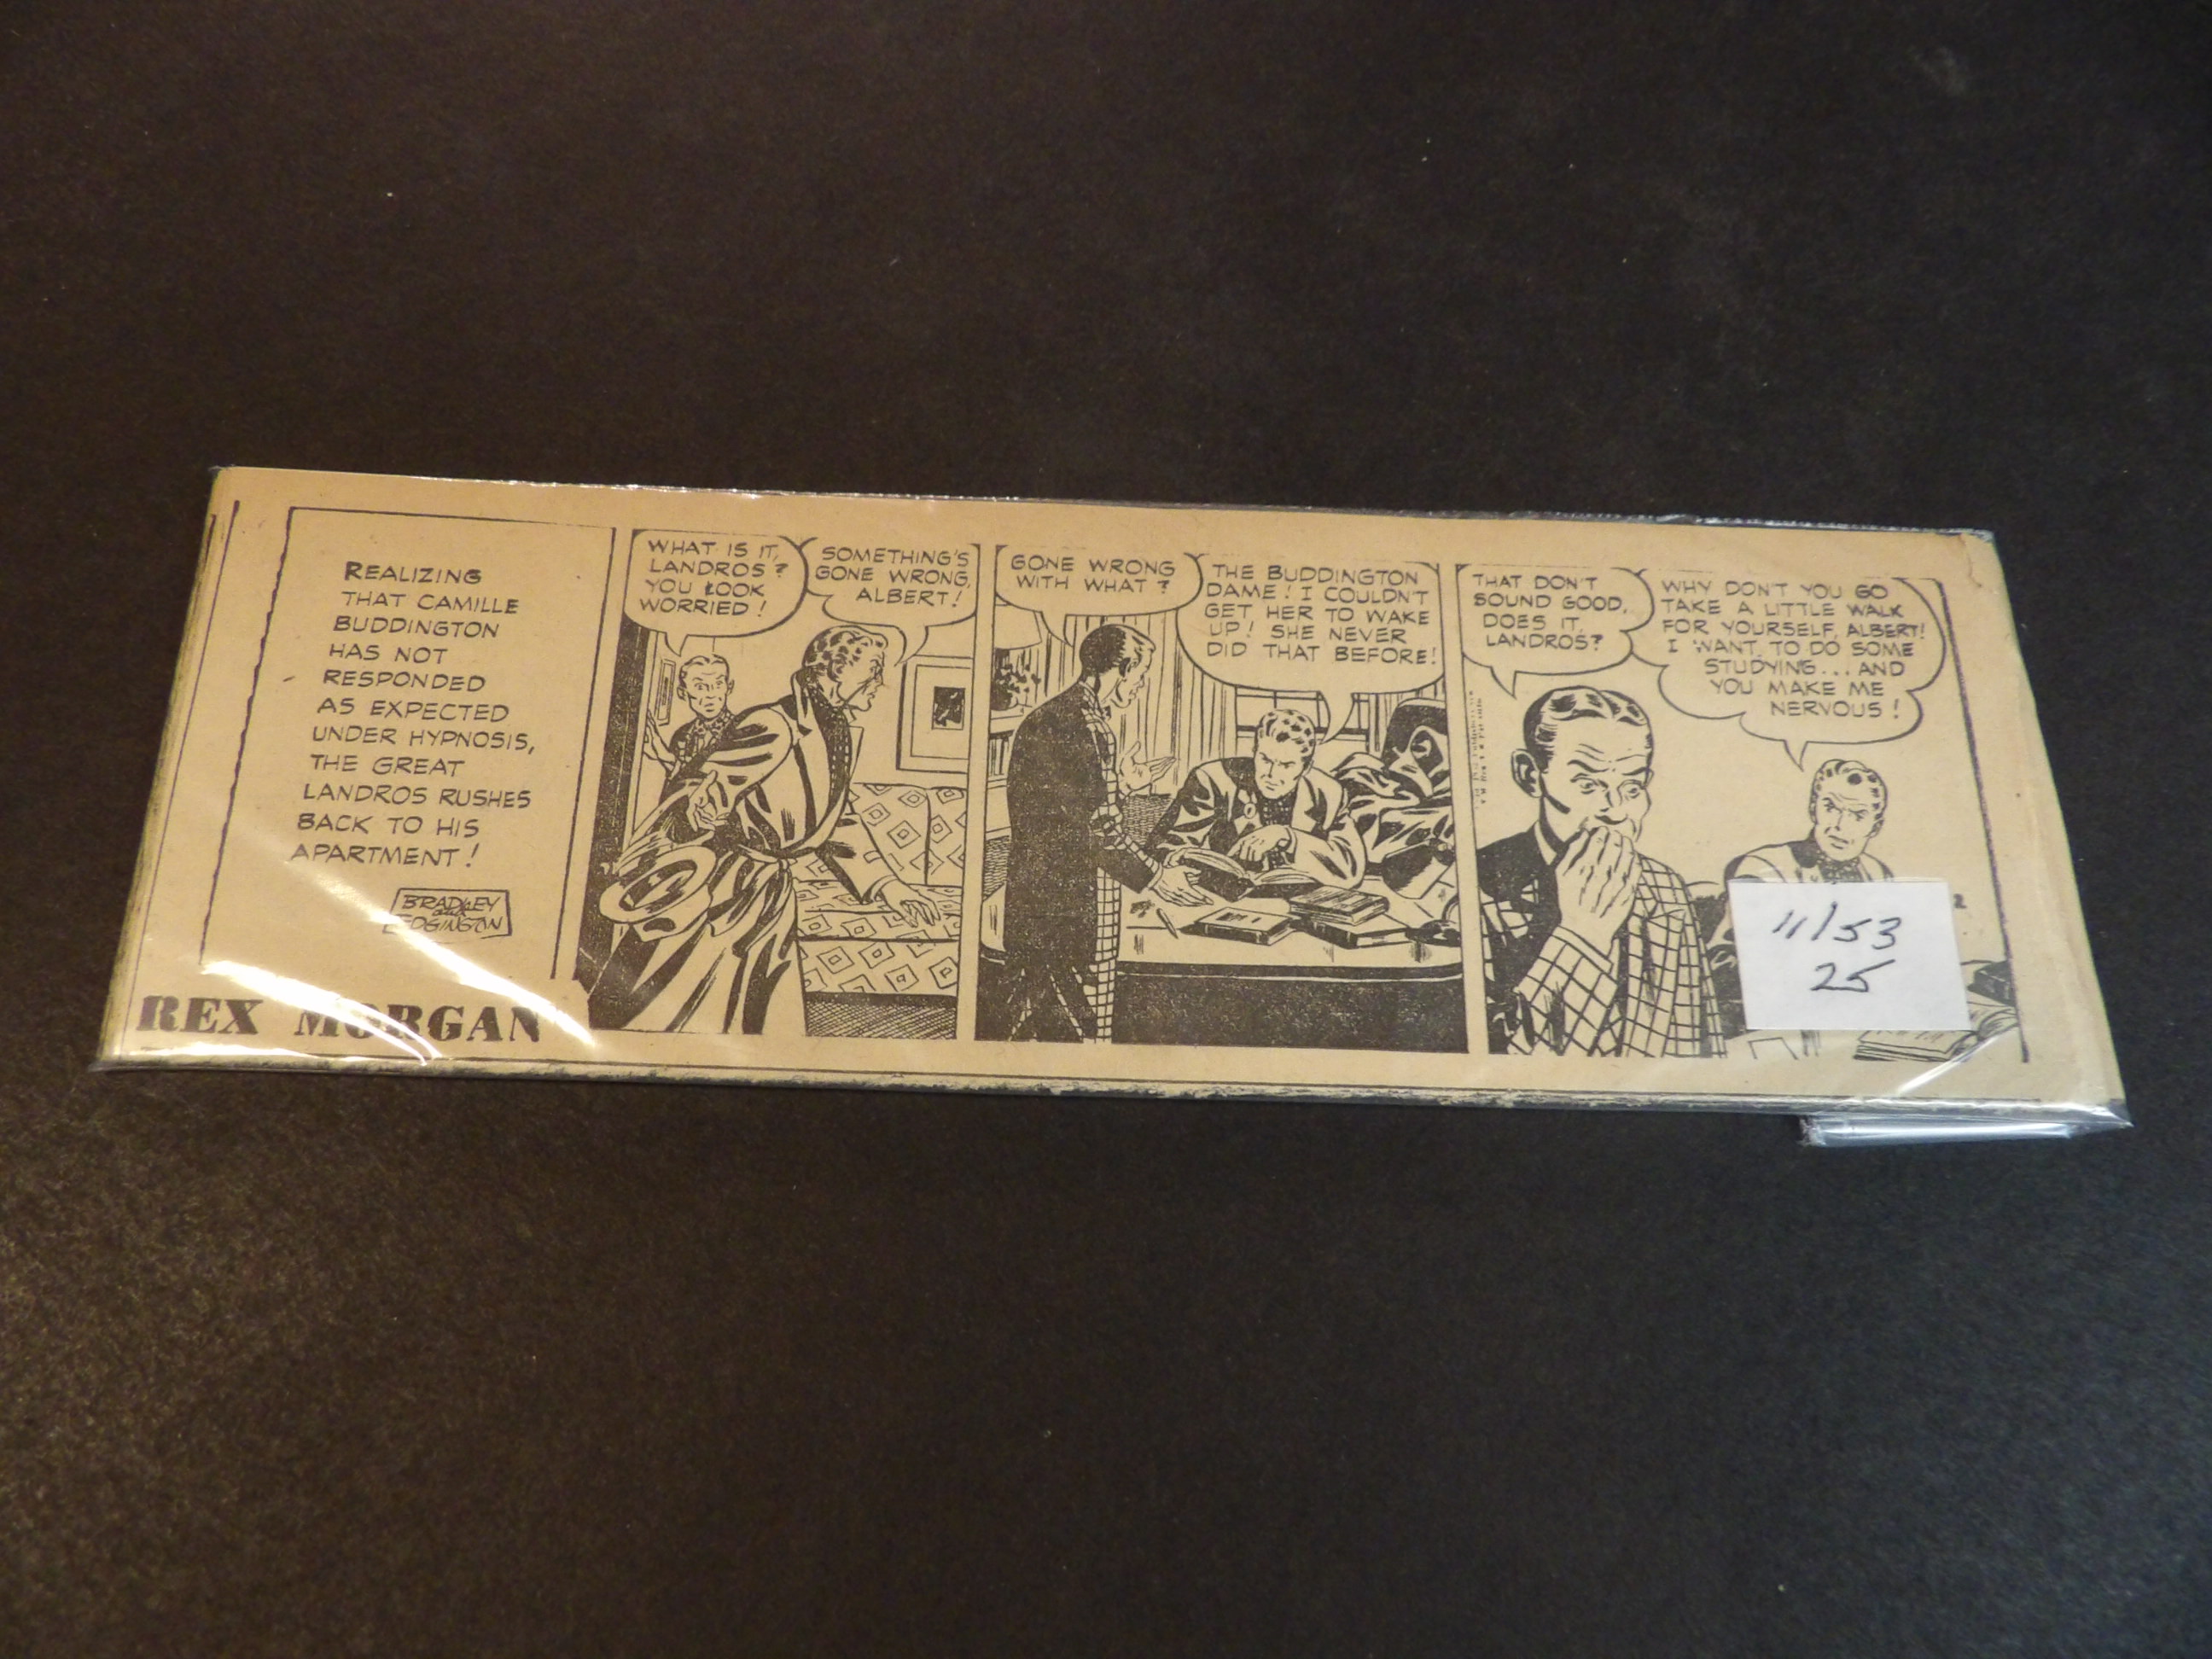 REALIZING
THAT CAMILLE
BUDDINGTON
HAS NOT
RESPONDED
AS EXPECTED
UNDER HYPNOSIS,
THE GREAT
LANDROS RUSHES
BACK TO HIS
APARTMENT!
BRADLEY
and
EDGINGTON
REX MORGAN
WHAT IS IT,
LANDROS?
YOU LOOK
WORRIED!
SOMETHING'S
GONE WRONG,
ALBERT!
GONE WRONG
WITH WHAT?
THE BUDDINGTON
DAME! I COULDN'T
GET HER TO WAKE
UP! SHE NEVER
DID THAT BEFORE!
THAT DON'T
SOUND GOOD,
DOES IT,
LANDROS?
WHY DON'T YOU GO
TAKE A LITTLE WALK
FOR YOURSELF, ALBERT!
I WANT TO DO SOME
STUDYING... AND
YOU MAKE ME
NERVOUS!
11/53
25